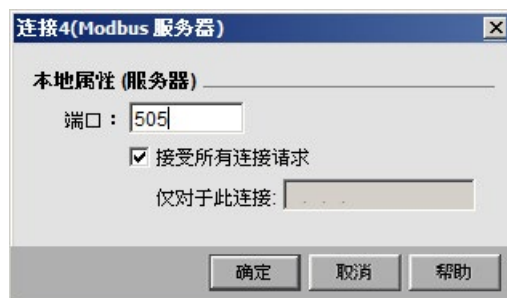 连接4(Modbus 服务器)
本地属性 (服务器)
端口： 505
接受所有连接请求
仅对于此连接: . . .
确定 取消 帮助